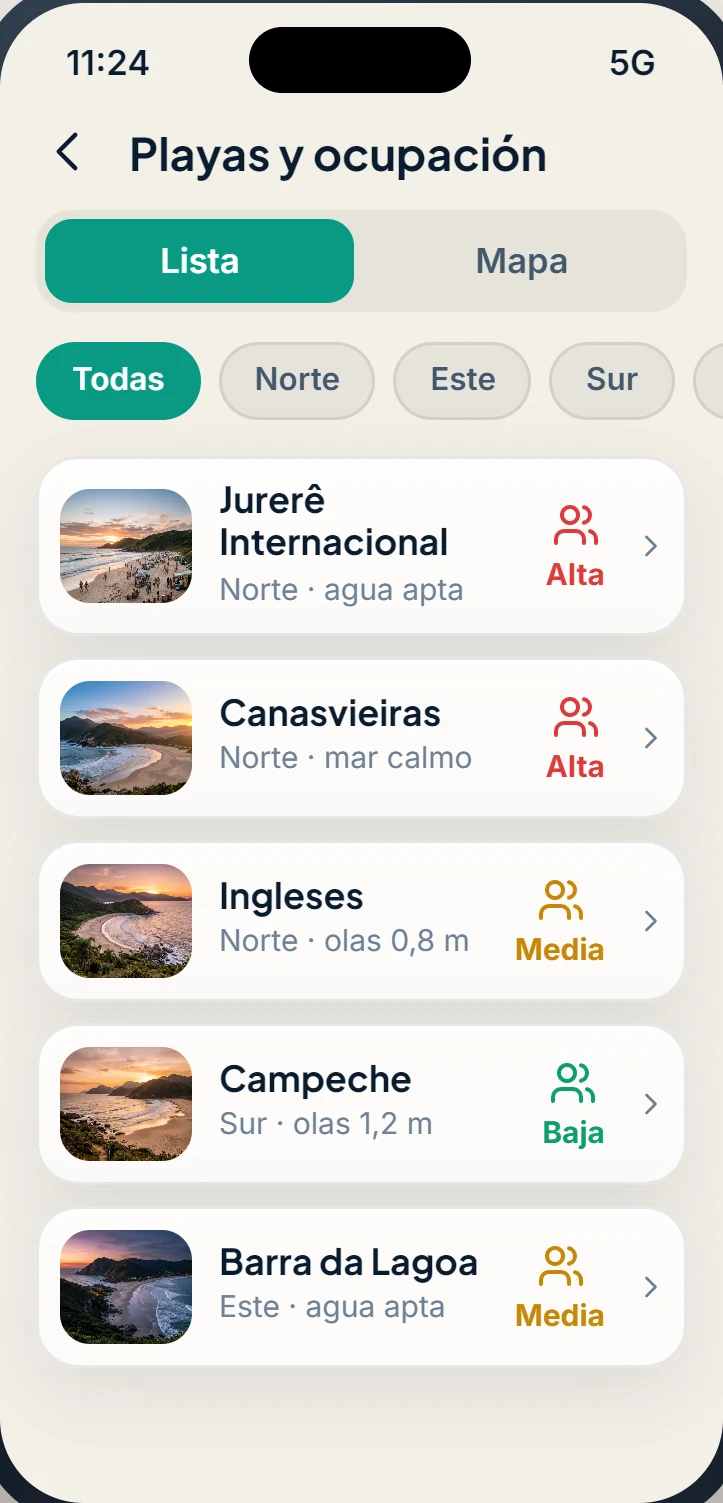 11:24
5G
Playas y ocupación
Lista
Mapa
Todas
Norte
Este
Sur
Jurerê
Internacional
Norte · agua apta
Alta
Canasvieiras
Norte · mar calmo
Alta
Ingleses
Norte · olas 0,8 m
Media
Campeche
Sur · olas 1,2 m
Baja
Barra da Lagoa
Este · agua apta
Media